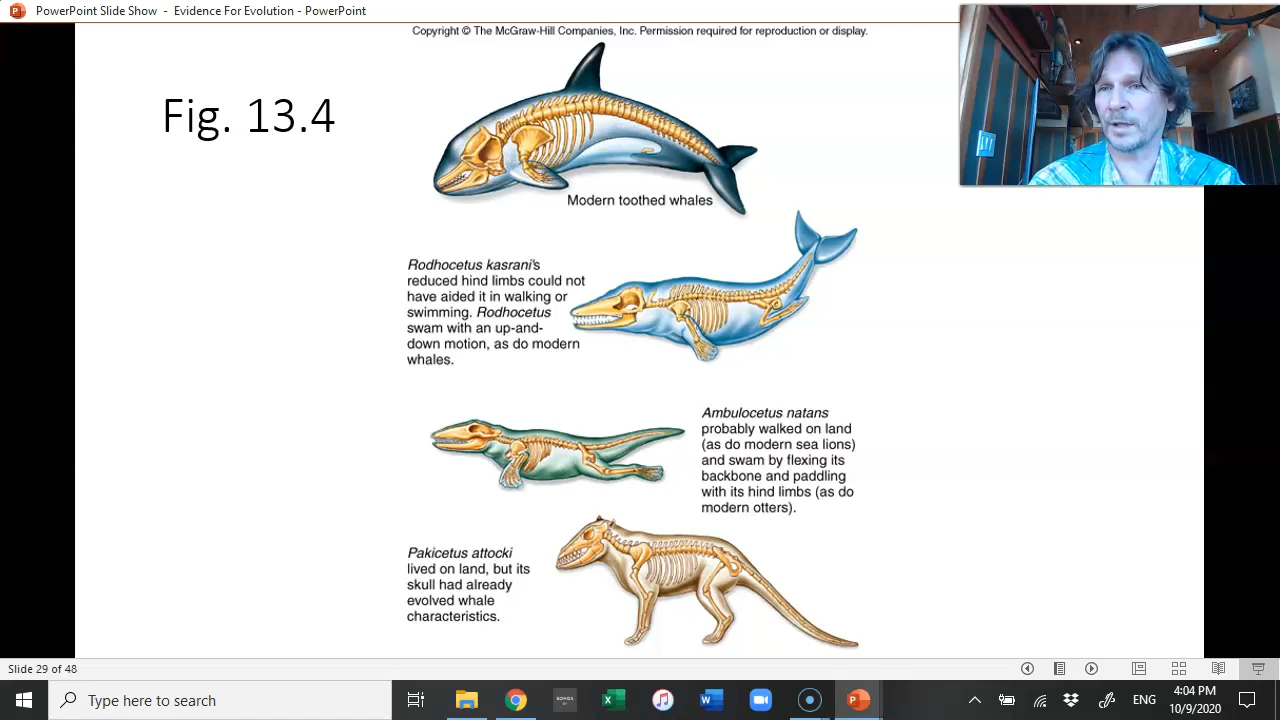 PowerPoint Slide Show - Evidence For Evolution - PowerPoint
Copyright © The McGraw-Hill Companies, Inc. Permission required for reproduction or display.
Fig. 13.4
Modern toothed whales
Rodhocetus kasrani's
reduced hind limbs could not
have aided it in walking or
swimming. Rodhocetus
swam with an up-and-
down motion, as do modern
whales.
Ambulocetus natans
probably walked on land
(as do modern sea lions)
and swam by flexing its
backbone and paddling
with its hind limbs (as do
modern otters).
Pakicetus attocki
lived on land, but its
skull had already
evolved whale
characteristics.
Slide 29 of 48
Type here to search
SONOS
ENG
4:04 PM
10/9/2020